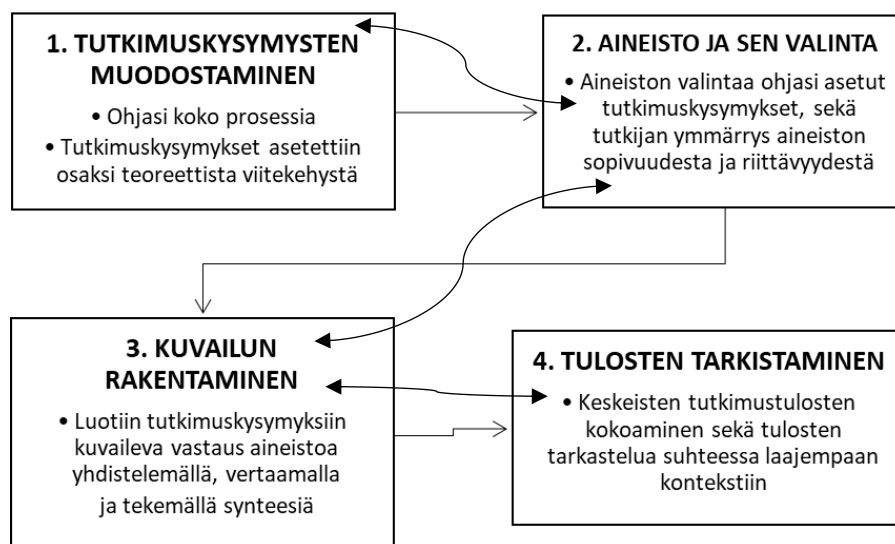 1. TUTKIMUSKYSYMYSTEN
MUODOSTAMINEN
• Ohjasi koko prosessia
• Tutkimuskysymykset asetettiin
osaksi teoreettista viitekehystä
2. AINEISTO JA SEN VALINTA
• Aineiston valintaa ohjasi asetut
tutkimuskysymykset, sekä
tutkijan ymmärrys aineiston
sopivuudesta ja riittävyydestä
3. KUVAILUN
RAKENTAMINEN
• Luotiin tutkimuskysymyksiin
kuvaileva vastaus aineistoa
yhdistelemällä, vertaamalla
ja tekemällä synteesiä
4. TULOSTEN TARKISTAMINEN
• Keskeisten tutkimustulosten
kokoaminen sekä tulosten
tarkastelua suhteessa laajempaan
kontekstiin